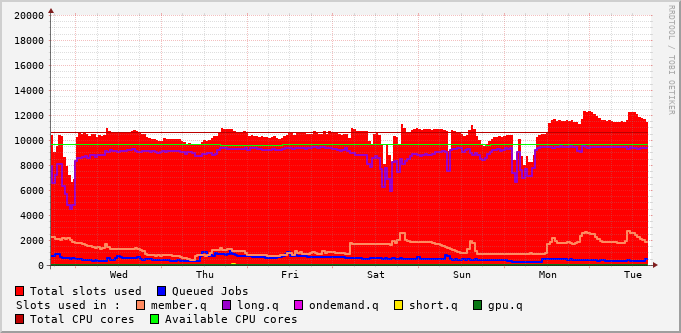 20000
18000
16000
14000
12000
10000
8000
6000
4000
2000
0
Wed Thu Fri Sat Sun Mon Tue
RRDTOOL / TOBI OETIKER
Total slots used Queued Jobs
Slots used in : member.q long.q ondemand.q short.q gpu.q
Total CPU cores Available CPU cores